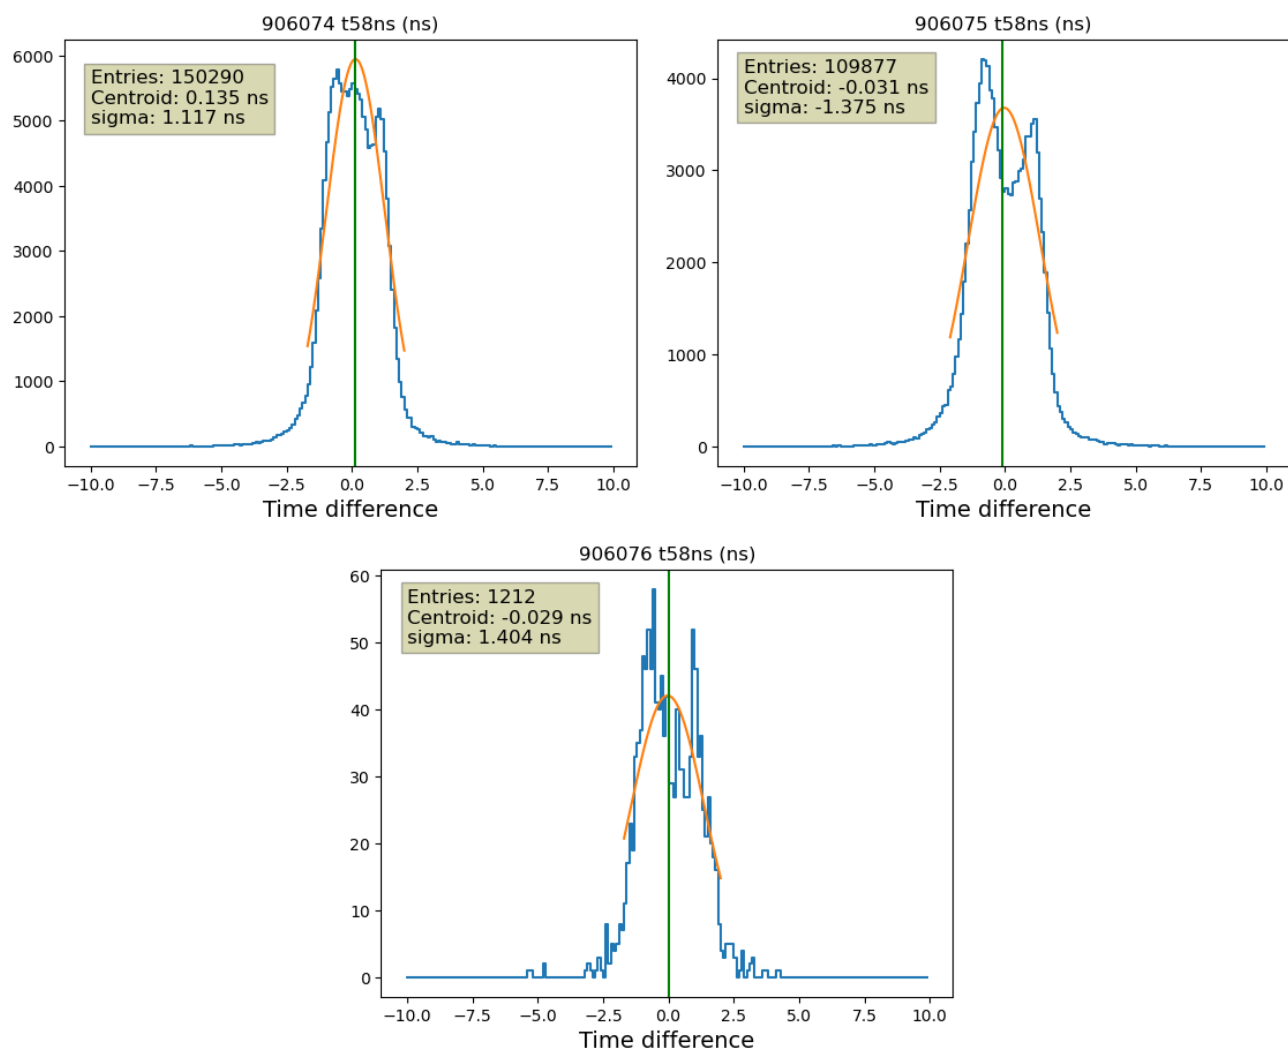 906074 t58ns (ns)
Entries: 150290
Centroid: 0.135 ns
sigma: 1.117 ns
6000
5000
4000
3000
2000
1000
0
−10.0 −7.5 −5.0 −2.5 0.0 2.5 5.0 7.5 10.0
Time difference
906075 t58ns (ns)
Entries: 109877
Centroid: -0.031 ns
sigma: -1.375 ns
4000
3000
2000
1000
0
−10.0 −7.5 −5.0 −2.5 0.0 2.5 5.0 7.5 10.0
Time difference
906076 t58ns (ns)
Entries: 1212
Centroid: -0.029 ns
sigma: 1.404 ns
60
50
40
30
20
10
0
−10.0 −7.5 −5.0 −2.5 0.0 2.5 5.0 7.5 10.0
Time difference